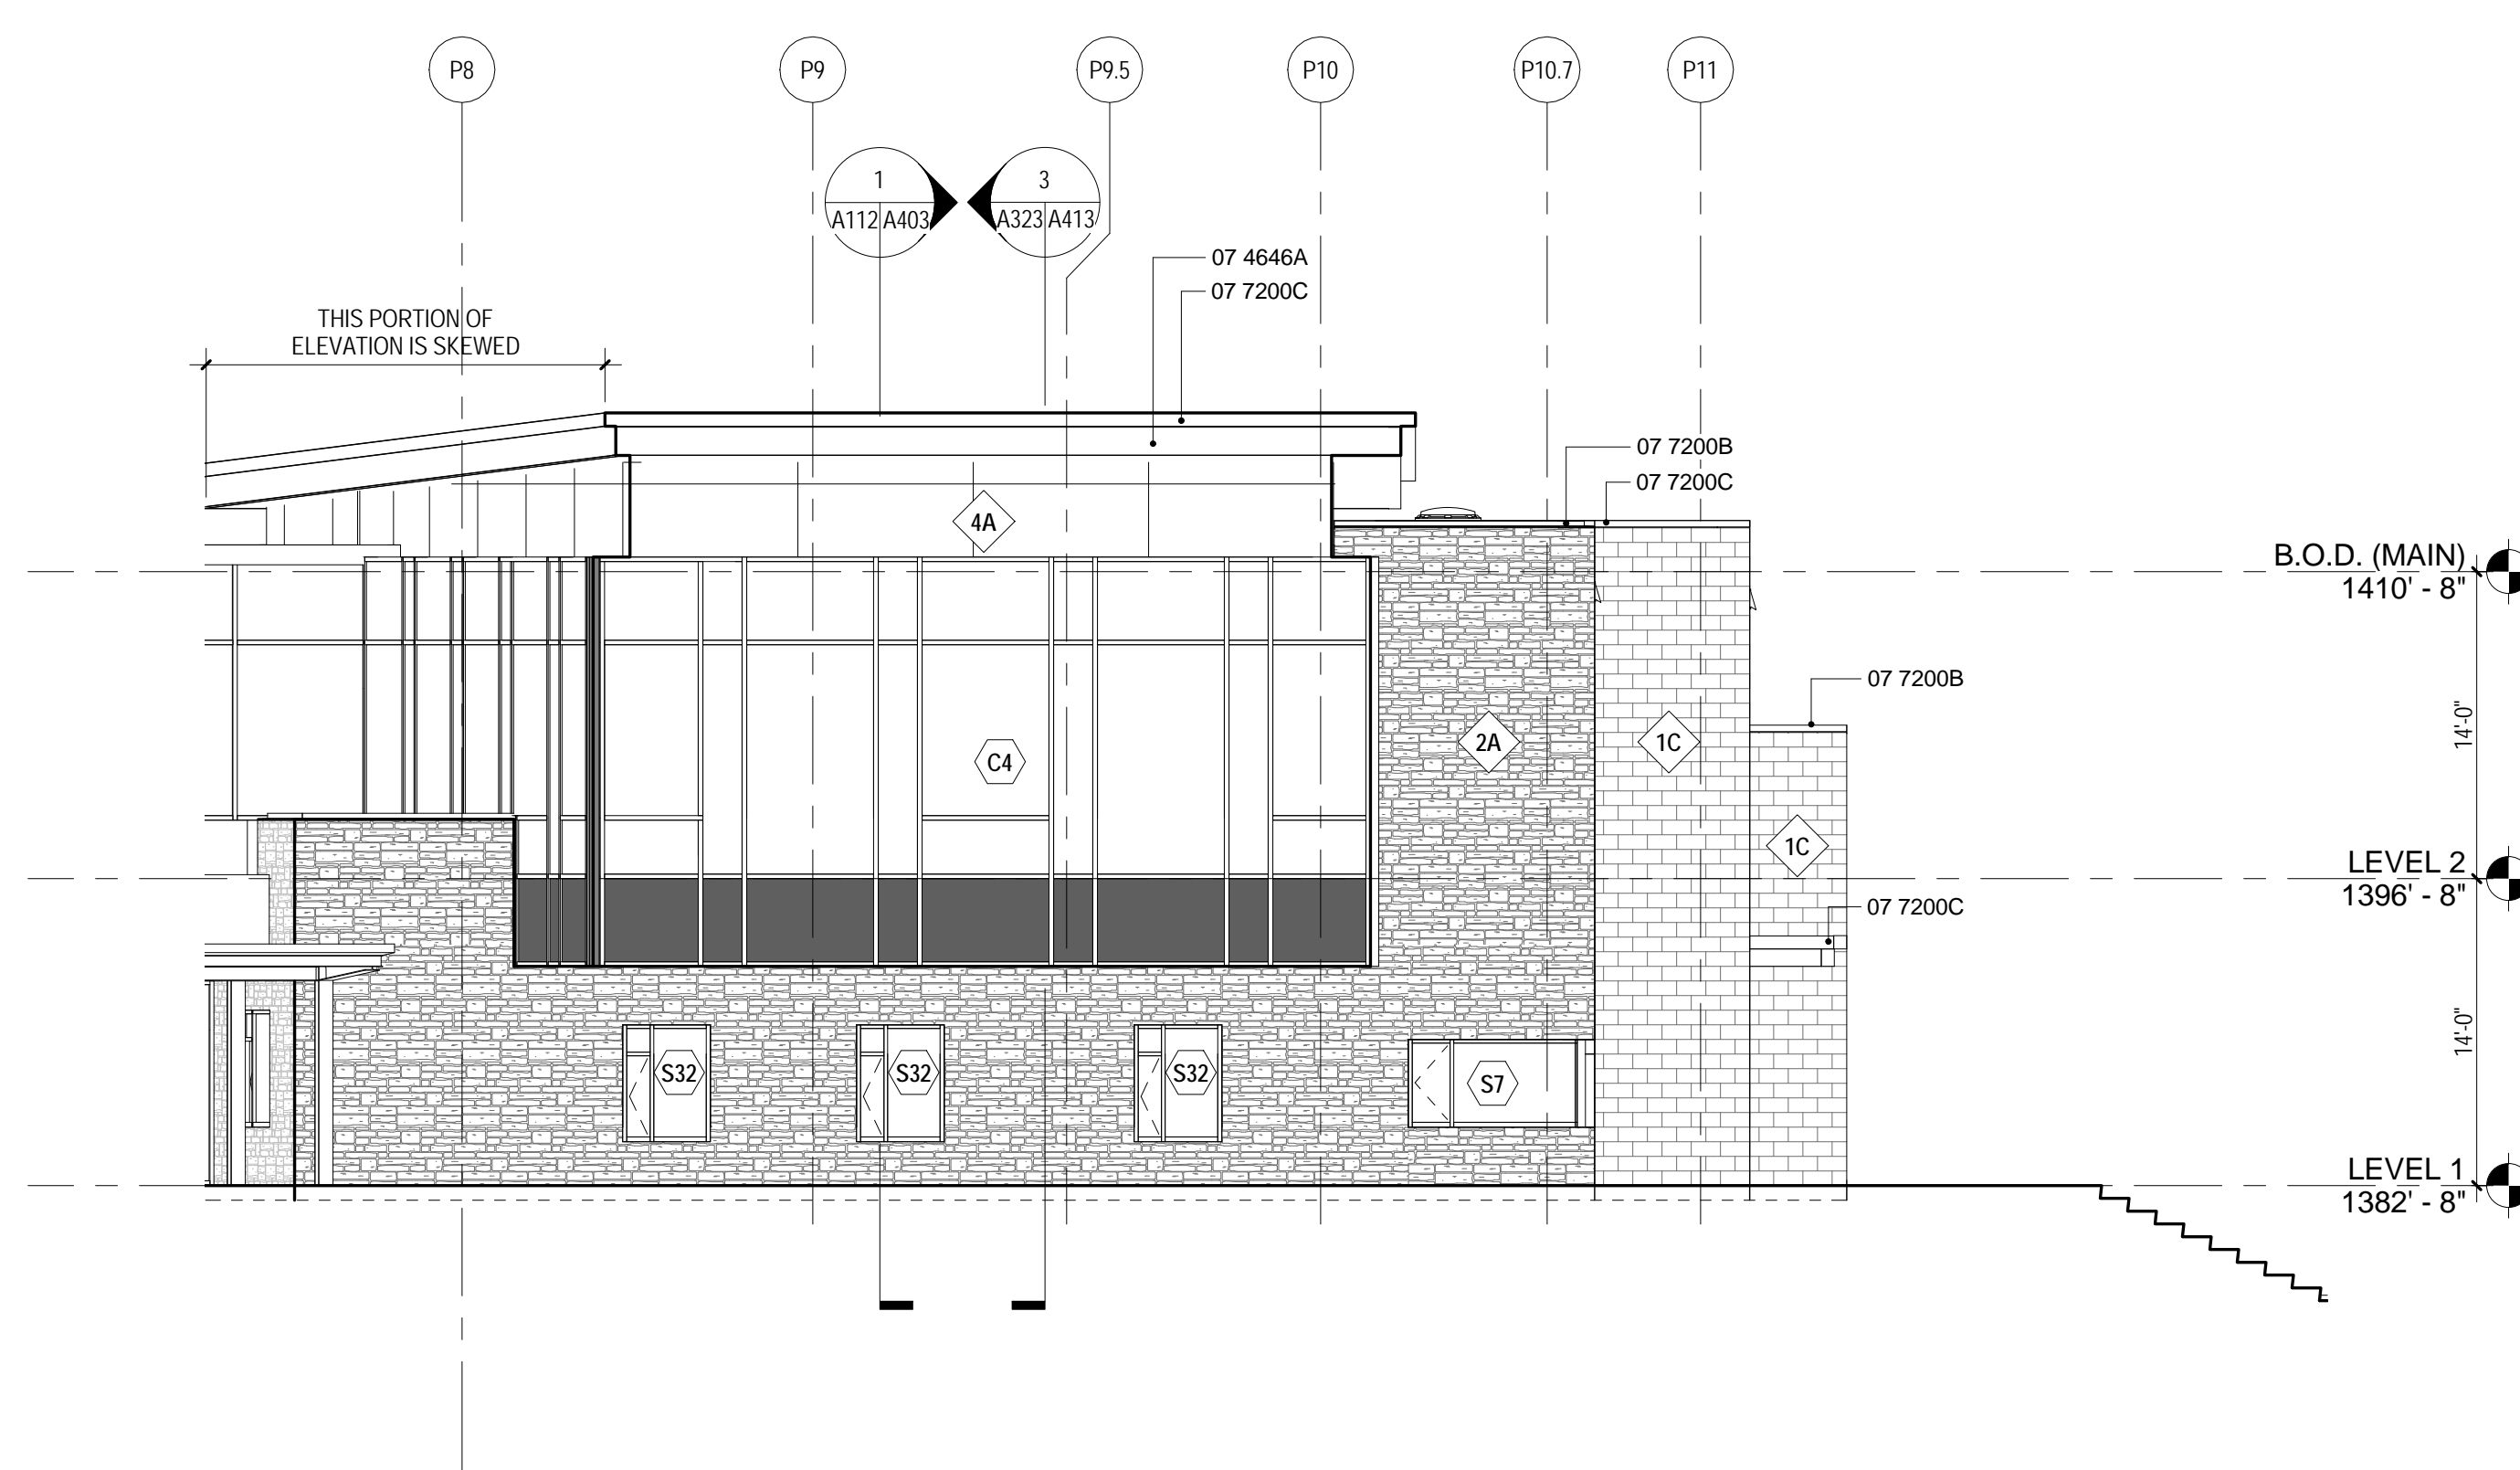 P8
P9
P9.5
P10
P10.7
P11
1
A112 A403
3
A323 A413
07 4646A
07 7200C
THIS PORTION OF
ELEVATION IS SKEWED
07 7200B
07 7200C
4A
B.O.D. (MAIN)
1410' - 8"
07 7200B
14'-0"
2A
1C
C4
1C
LEVEL 2
1396' - 8"
07 7200C
14'-0"
S32
S32
S32
S7
LEVEL 1
1382' - 8"